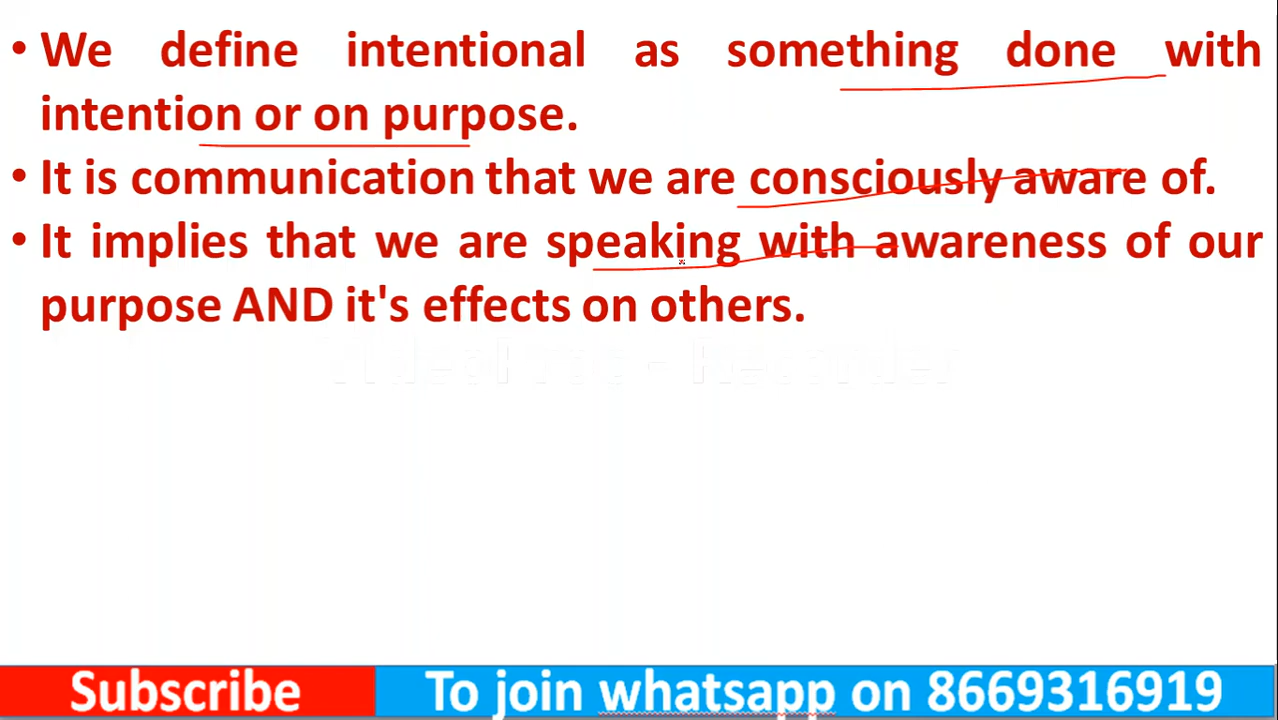 • We define intentional as something done with
intention or on purpose.
• It is communication that we are consciously aware of.
• It implies that we are speaking with awareness of our
purpose AND it's effects on others.
VideoProc - Recorder
Subscribe
To join whatsapp on 8669316919